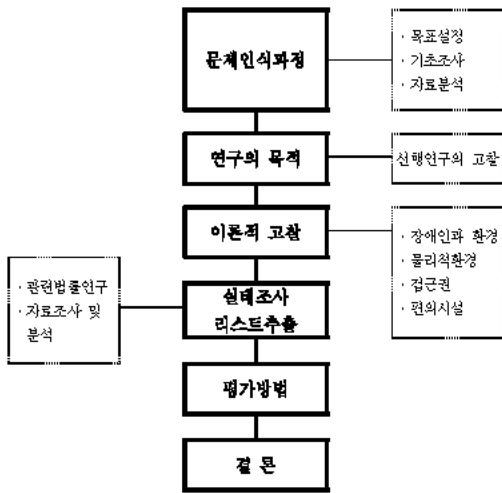 문제인식과정
· 목표설정
· 기초조사
· 자료분석
연구의 목적
선행연구의 고찰
이론적 고찰
· 장애인과 환경
· 물리적환경
· 접근권
· 편의시설
· 관련법률연구
· 자료조사 및
분석
실태조사
리스트추출
평가방법
결 론